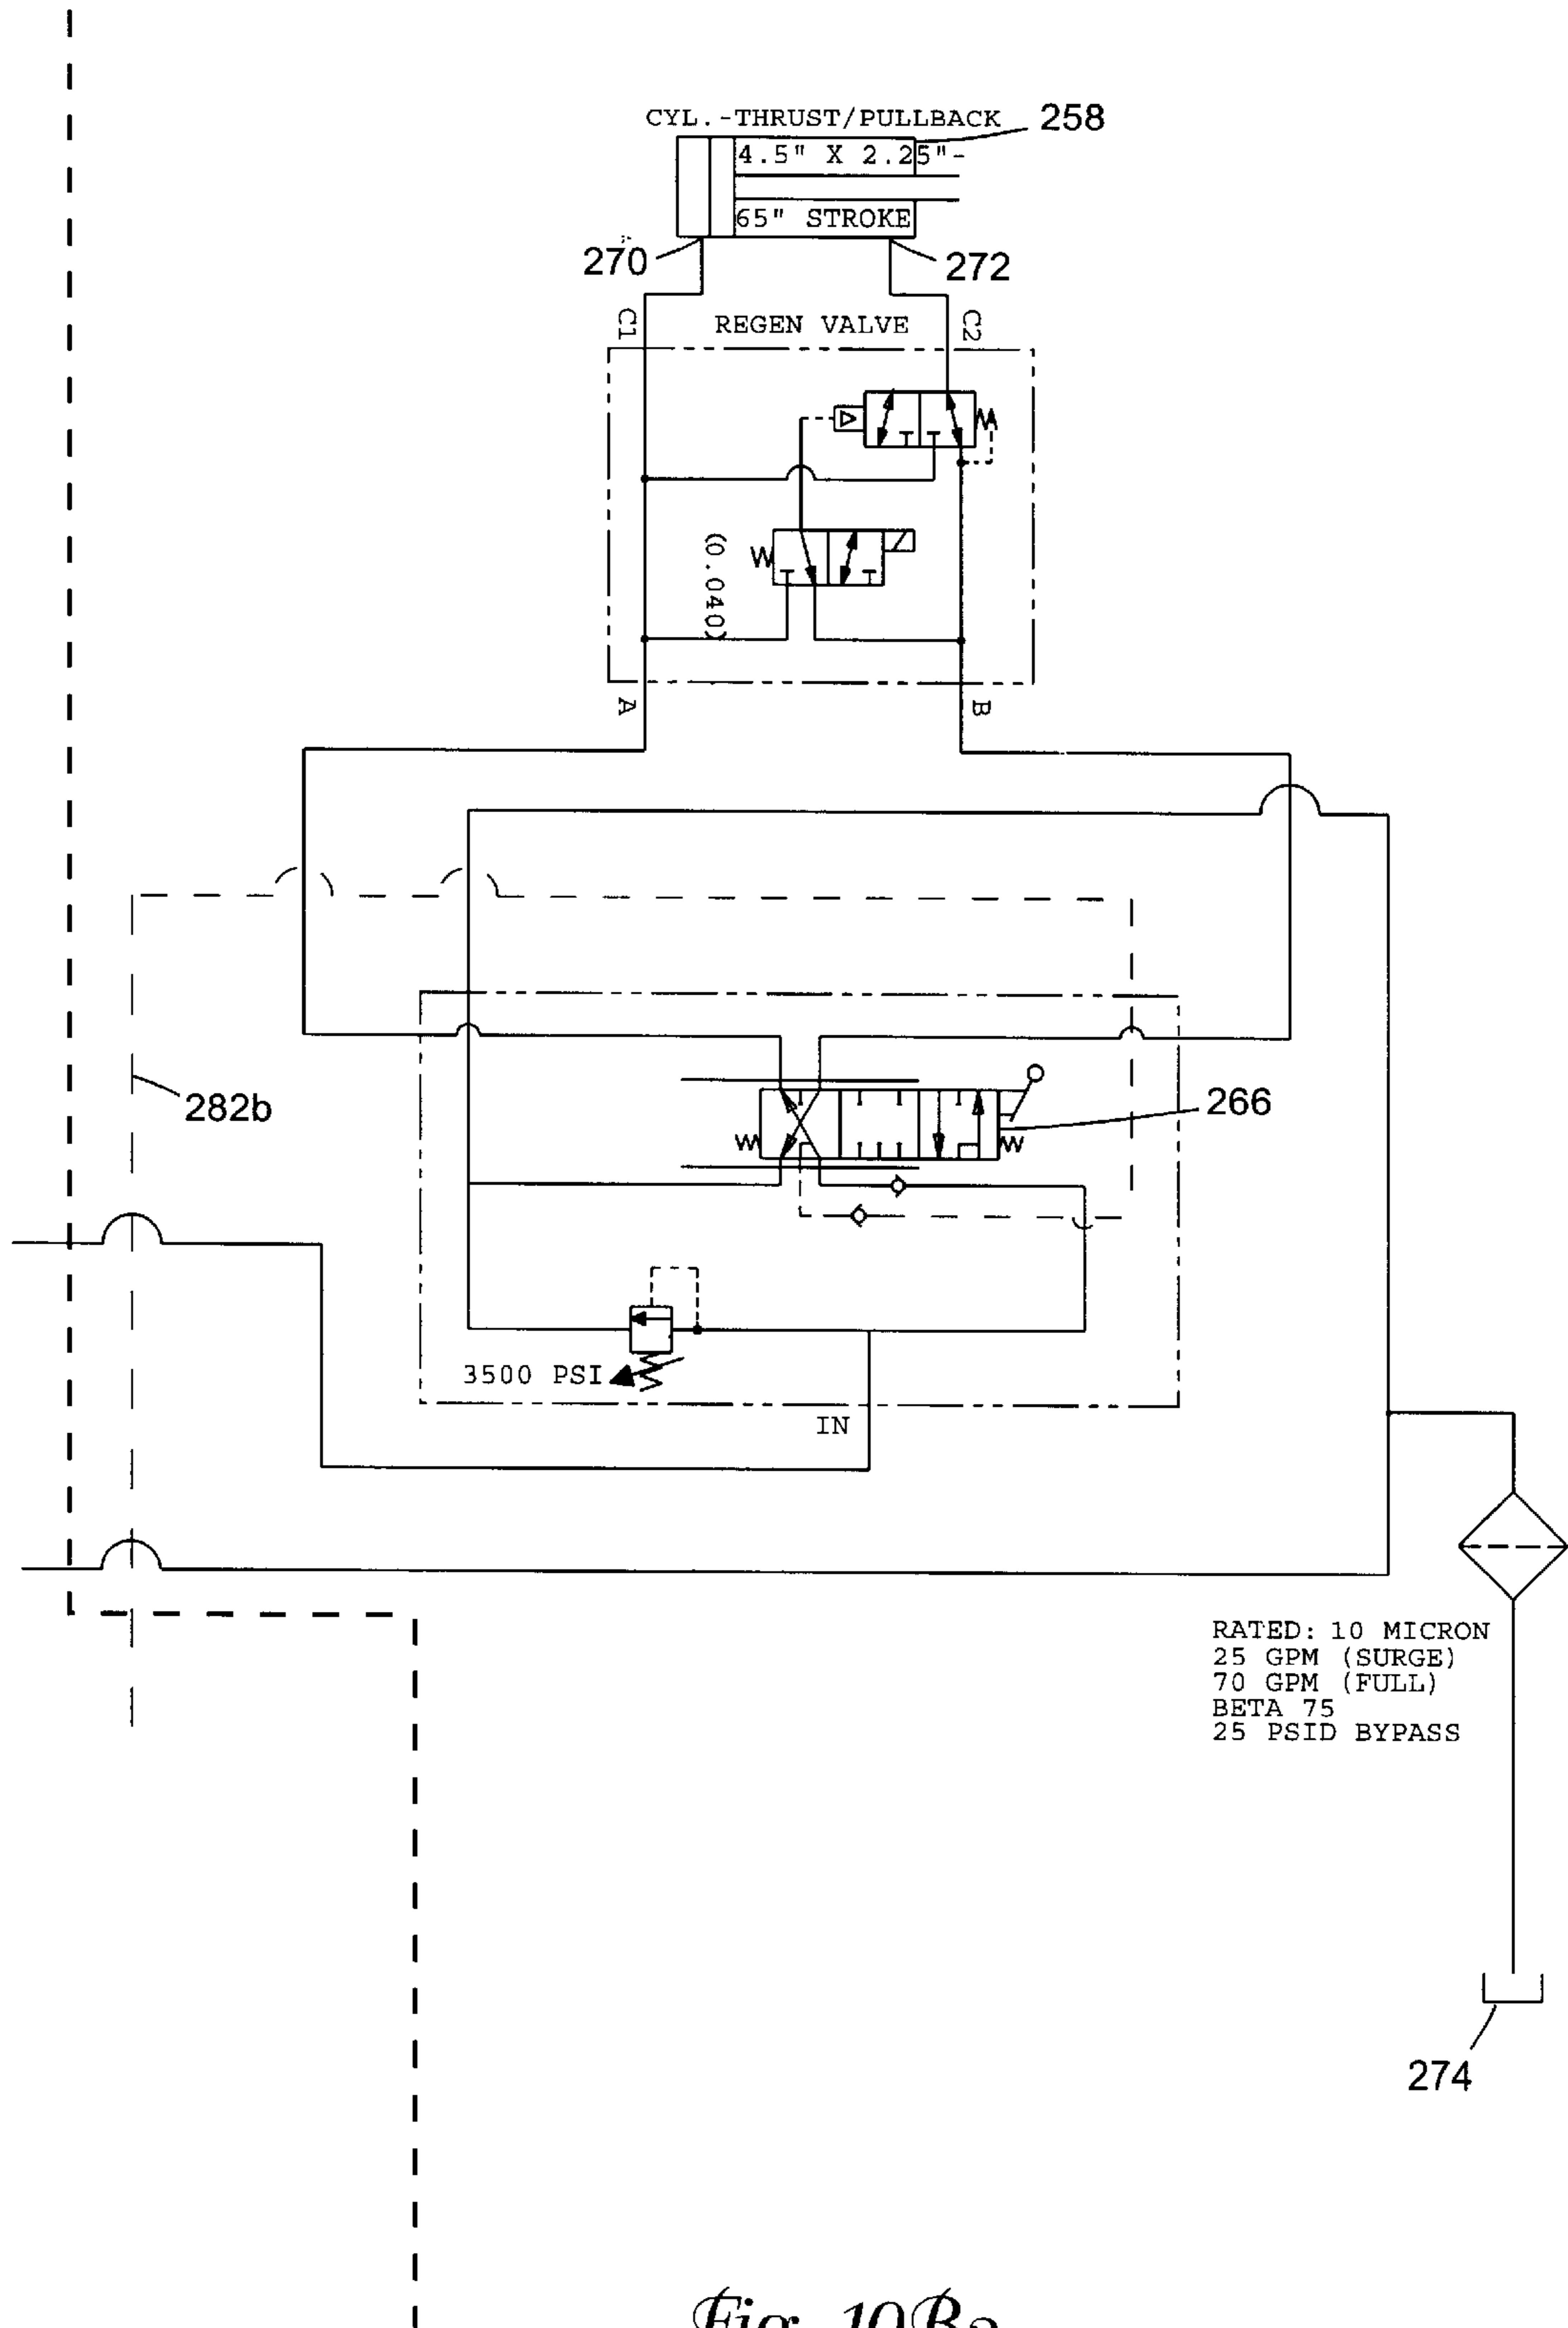 CYL.-THRUST/PULLBACK
258
4.5" X 2.25"-
65" STROKE
270
272
C1
REGEN VALVE
C2
(0.040)
A
B
282b
266
3500 PSI
IN
RATED: 10 MICRON
25 GPM (SURGE)
70 GPM (FULL)
BETA 75
25 PSID BYPASS
274
Fig. 10B2